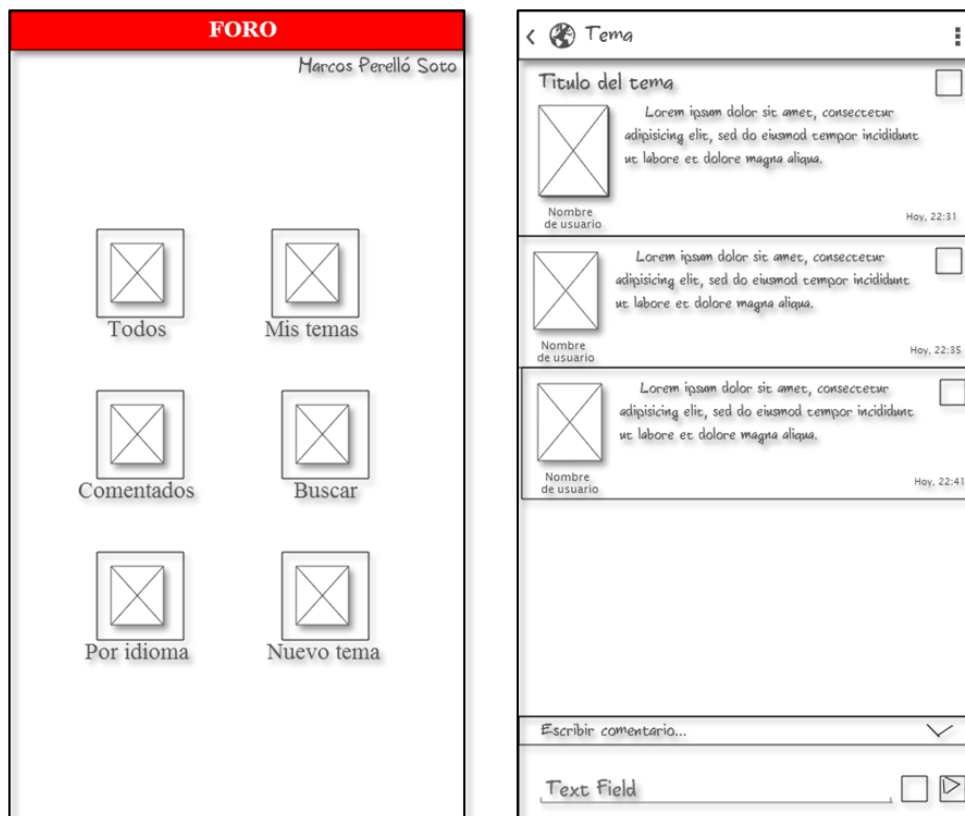 FORO
Marcos Perelló Soto
Todos
Mis temas
Comentados
Buscar
Por idioma
Nuevo tema
Tema
Titulo del tema
Lorem ipsum dolor sit amet, consectetur
adipisicing elit, sed do eiusmod tempor incididunt
ut labore et dolore magna aliqua.
Nombre
de usuario
Hoy, 22:31
Lorem ipsum dolor sit amet, consectetur
adipisicing elit, sed do eiusmod tempor incididunt
ut labore et dolore magna aliqua.
Nombre
de usuario
Hoy, 22:35
Lorem ipsum dolor sit amet, consectetur
adipisicing elit, sed do eiusmod tempor incididunt
ut labore et dolore magna aliqua.
Nombre
de usuario
Hoy, 22:41
Escribir comentario...
Text Field